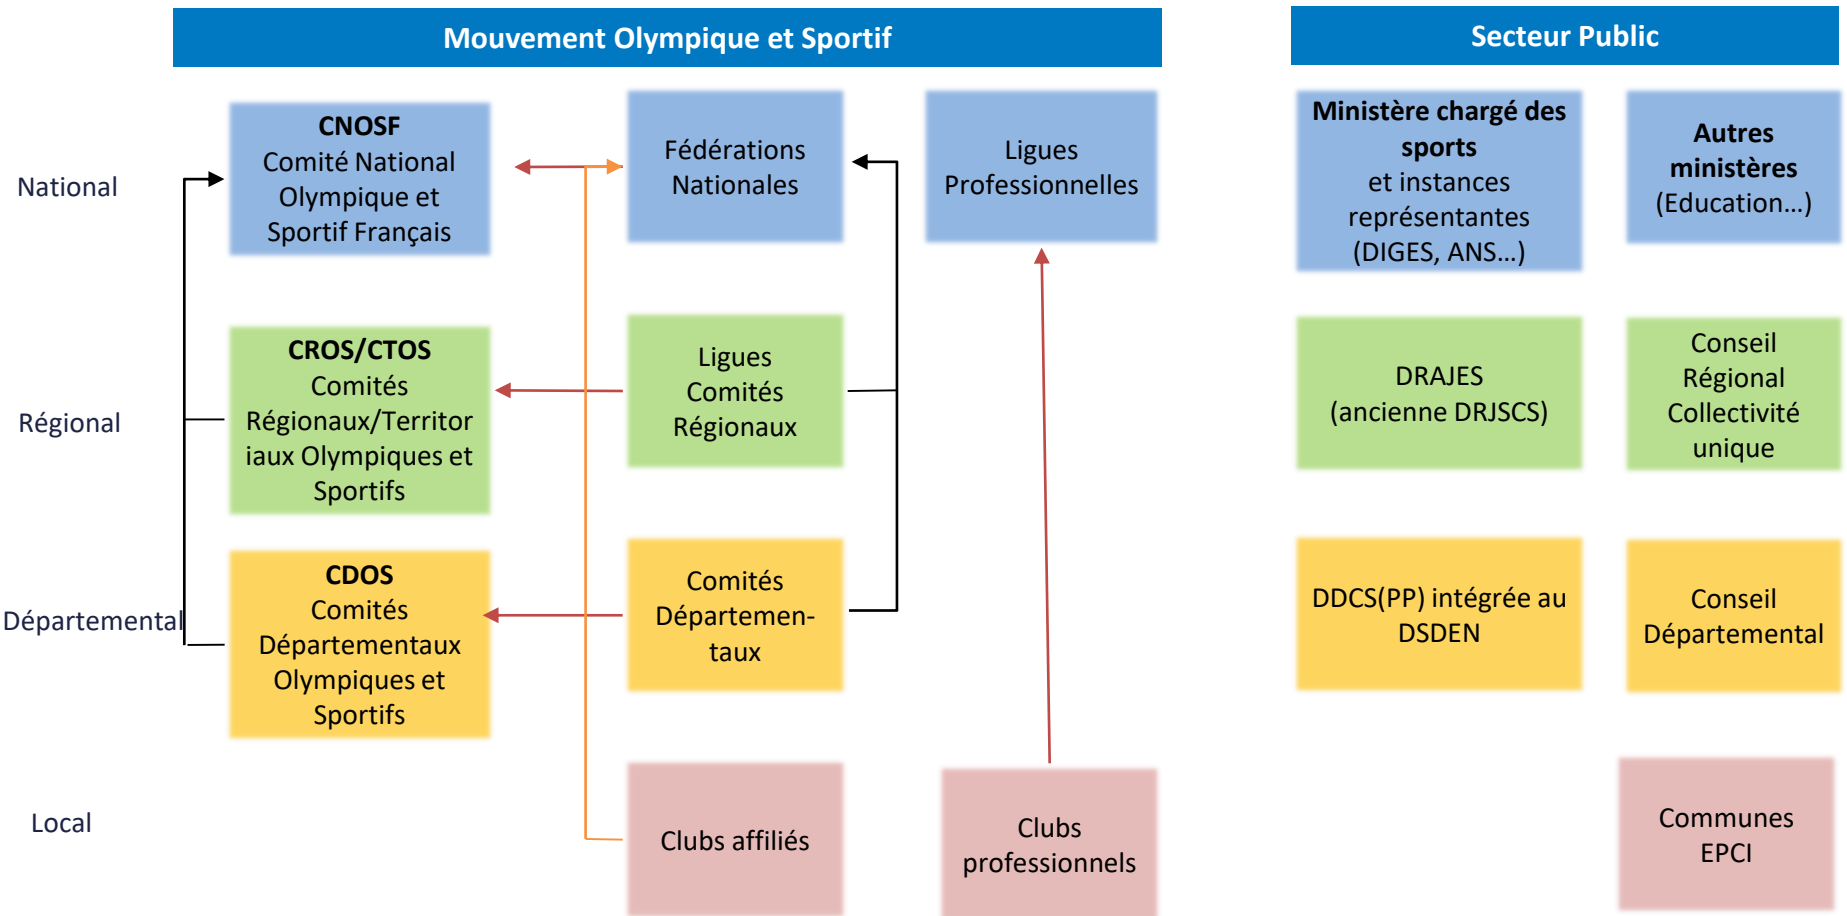 Mouvement Olympique et Sportif
Secteur Public
National
CNOSF
Comité National
Olympique et
Sportif Français
Fédérations
Nationales
Ligues
Professionnelles
Ministère chargé des
sports
et instances
représentantes
(DIGES, ANS...)
Autres
ministères
(Education...)
Régional
CROS/CTOS
Comités
Régionaux/Territor
iaux Olympiques et
Sportifs
Ligues
Comités
Régionaux
DRAJES
(ancienne DRJSCS)
Conseil
Régional
Collectivité
unique
Départemental
CDOS
Comités
Départementaux
Olympiques et
Sportifs
Comités
Départemen-
taux
DDCS(PP) intégrée au
DSDEN
Conseil
Départemental
Local
Clubs affiliés
Clubs
professionnels
Communes
EPCI